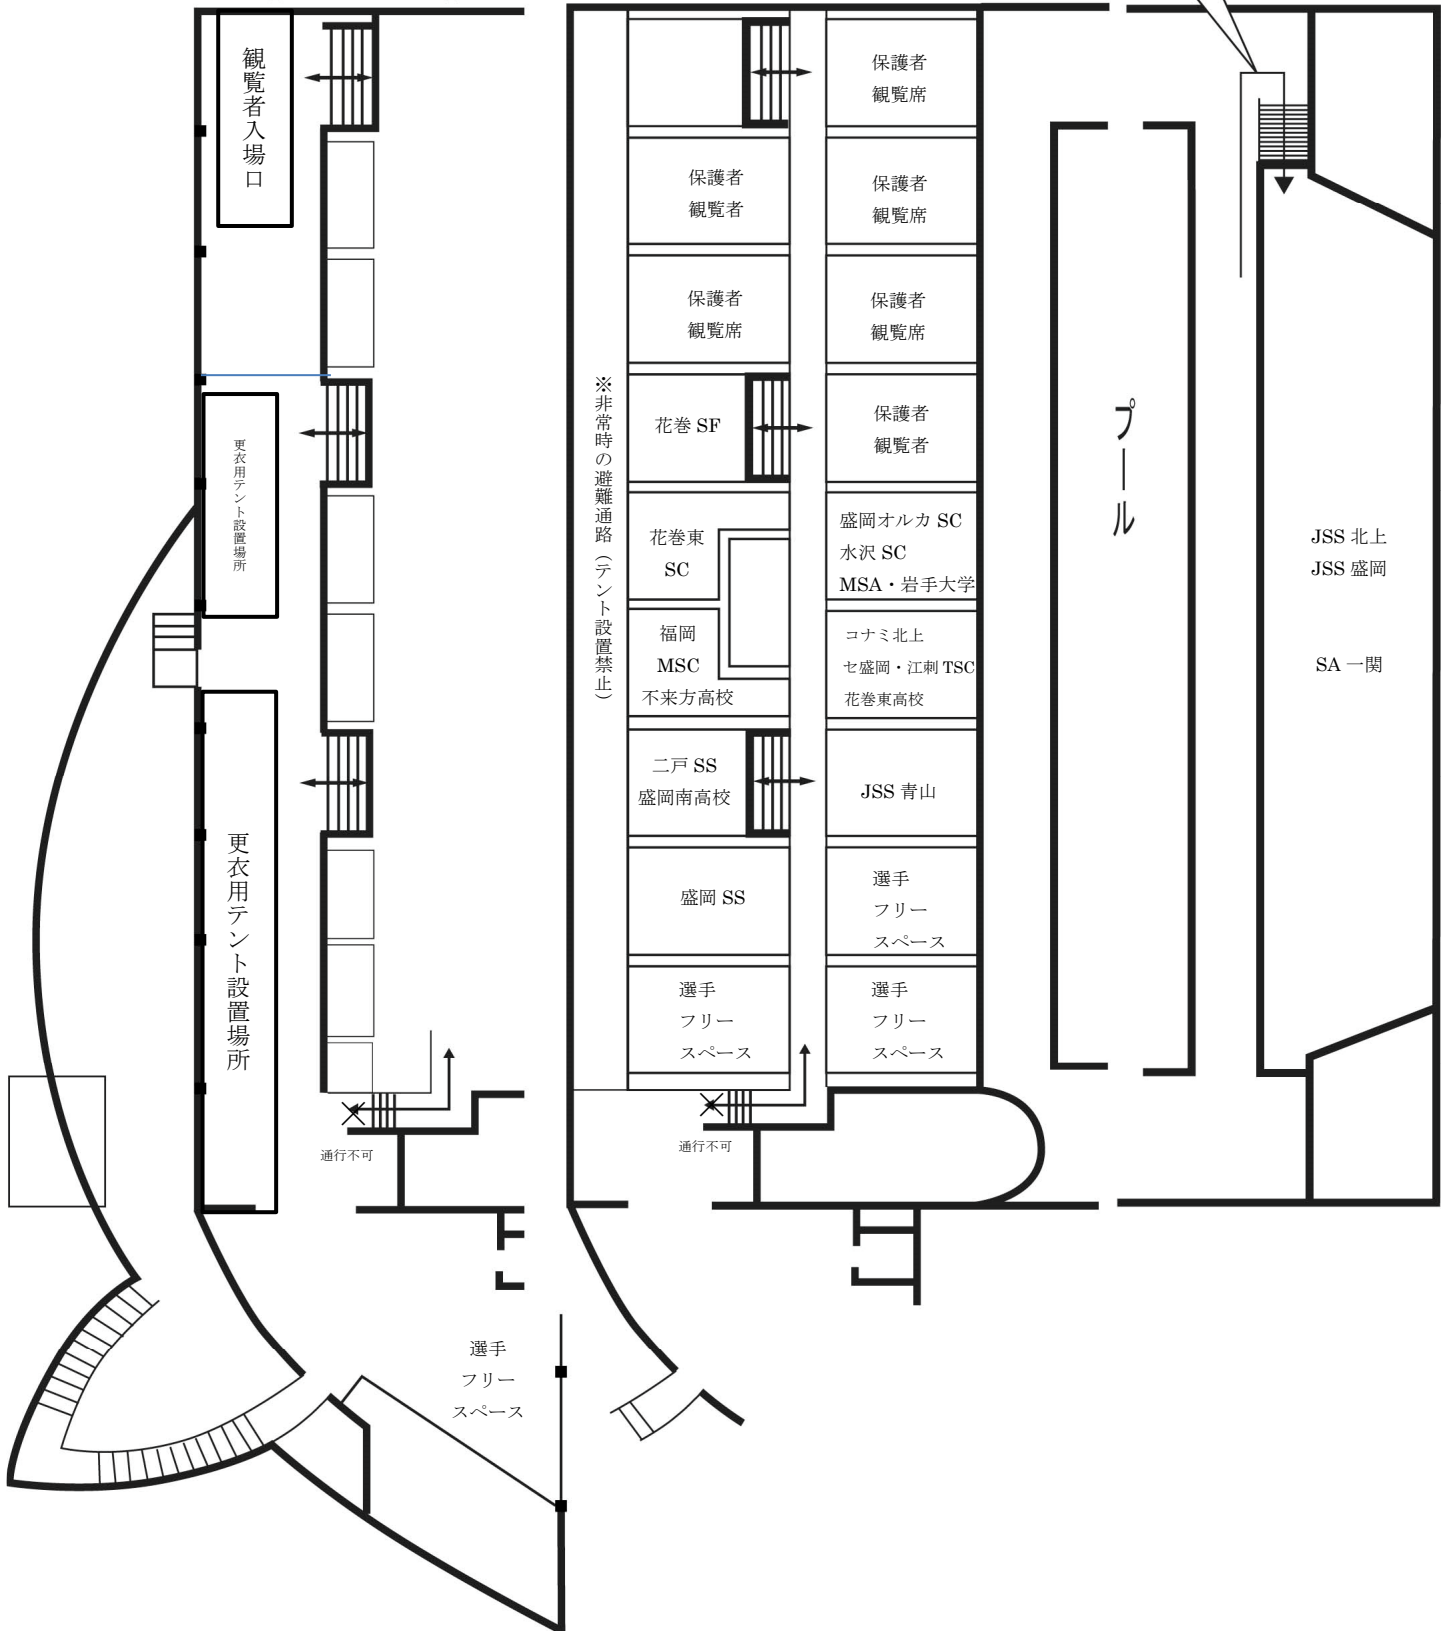 観覧者入場口
更衣用テント設置場所
更衣用テント設置場所
通行不可
選手
フリー
スペース
※非常時の避難通路（テント設置禁止）
保護者
観覧者
保護者
観覧席
花巻 SF
花巻東
SC
福岡
MSC
不来方高校
二戸 SS
盛岡南高校
盛岡 SS
選手
フリー
スペース
通行不可
保護者
観覧席
保護者
観覧席
保護者
観覧席
保護者
観覧者
盛岡オルカ SC
水沢 SC
MSA・岩手大学
コナミ北上
セ盛岡・江刺 TSC
花巻東高校
JSS 青山
選手
フリー
スペース
選手
フリー
スペース
プール
JSS 北上
JSS 盛岡
SA 一関